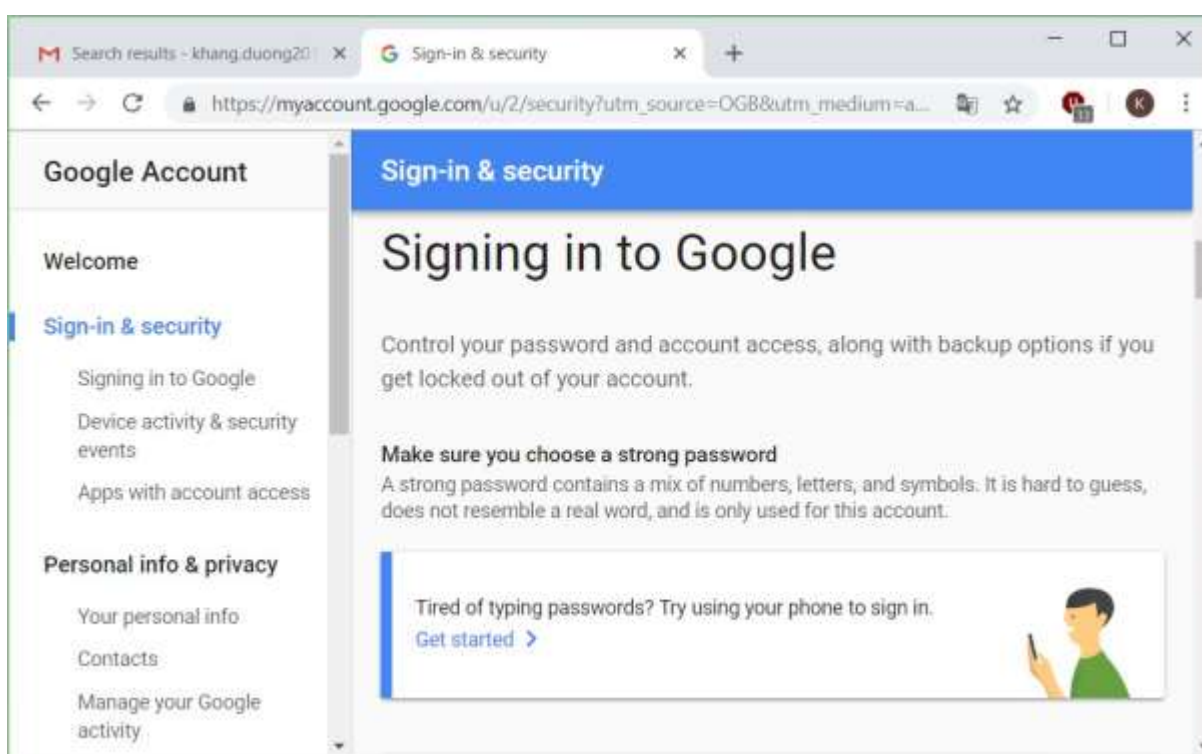 Search results - khang.duong20
Sign-in & security
https://myaccount.google.com/u/2/security?utm_source=OGB&utm_medium=a...
K
Google Account
Sign-in & security
Welcome
Sign-in & security
Signing in to Google
Device activity & security
events
Apps with account access
Personal info & privacy
Your personal info
Contacts
Manage your Google
activity
Signing in to Google
Control your password and account access, along with backup options if you
get locked out of your account.
Make sure you choose a strong password
A strong password contains a mix of numbers, letters, and symbols. It is hard to guess,
does not resemble a real word, and is only used for this account.
Tired of typing passwords? Try using your phone to sign in.
Get started